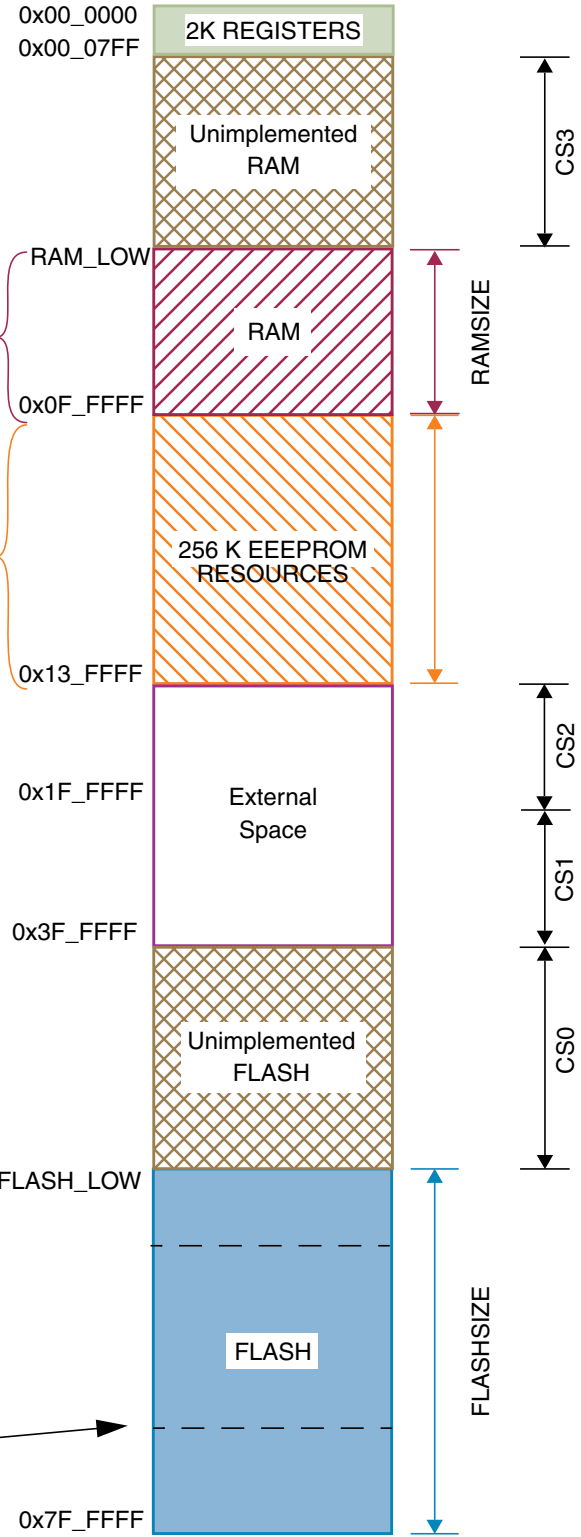 0x00_0000
2K REGISTERS
0x00_07FF
Unimplemented
RAM
CS3
RAM_LOW
RAM
RAMSIZE
0x0F_FFFF
256 K EEEPROM
RESOURCES
0x13_FFFF
CS2
0x1F_FFFF
External
Space
CS1
0x3F_FFFF
Unimplemented
FLASH
CS0
FLASH_LOW
FLASH
FLASHSIZE
0x7F_FFFF